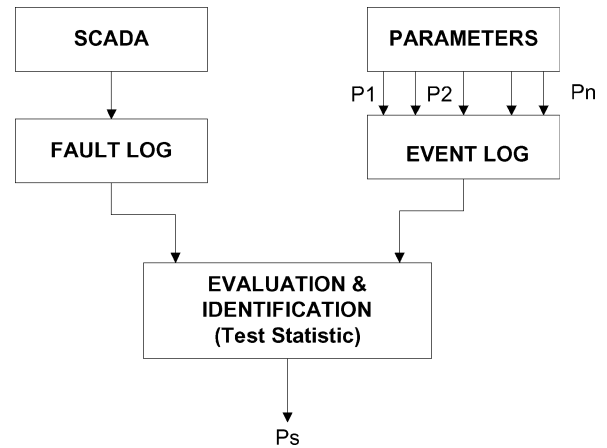 SCADA
PARAMETERS
P1
P2
Pn
FAULT LOG
EVENT LOG
EVALUATION &
IDENTIFICATION
(Test Statistic)
Ps